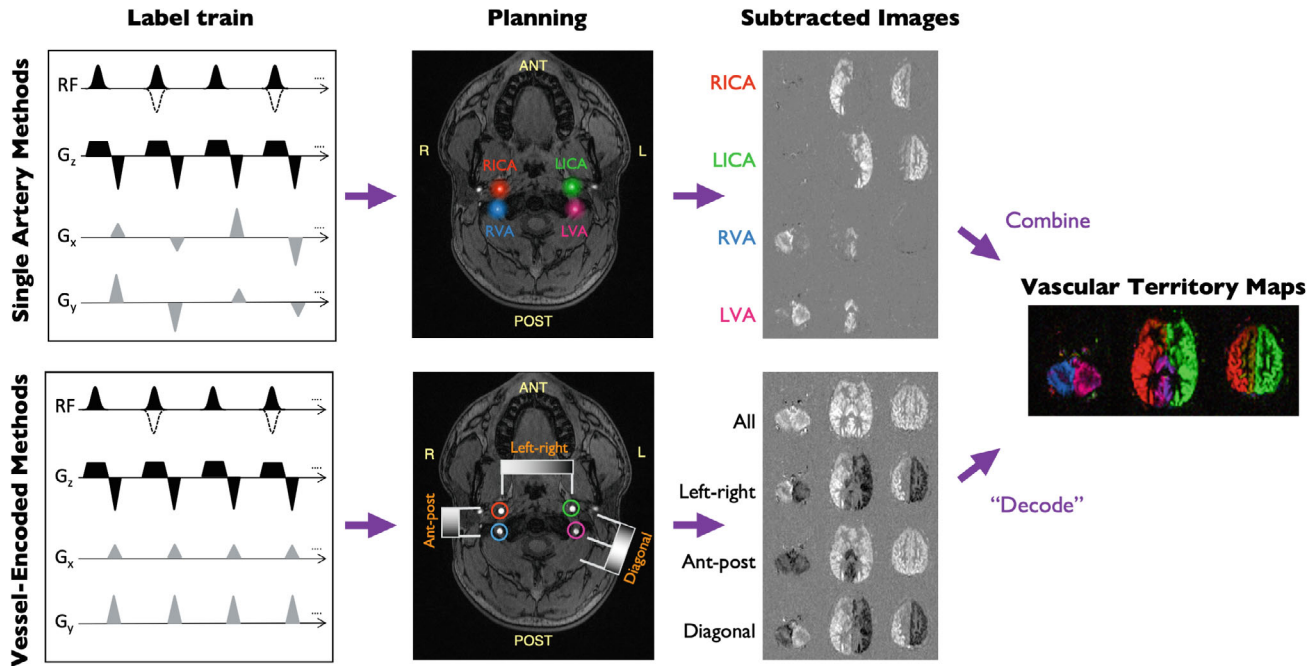 Label train
Planning
Subtracted Images
Single Artery Methods
RF
....
Gz
....
Gx
....
Gy
....
ANT
R
L
RICA
LICA
RVA
LVA
POST
RICA
LICA
RVA
LVA
Combine
Vascular Territory Maps
Vessel-Encoded Methods
RF
....
Gz
....
Gx
....
Gy
....
ANT
R
L
Left-right
Ant-post
Diagonal
POST
All
Left-right
Ant-post
Diagonal
“Decode”